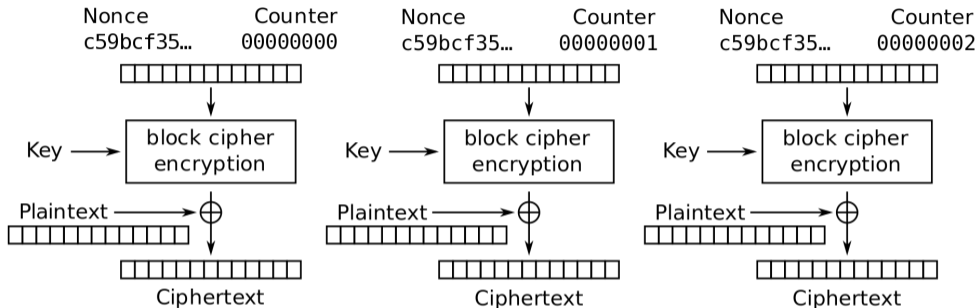 Nonce Counter Nonce Counter Nonce Counter
c59bcf35… 00000000 c59bcf35… 00000001 c59bcf35… 00000002
block cipher block cipher block cipher
Key Key Key
encryption encryption encryption
Plaintext Plaintext Plaintext
Ciphertext Ciphertext Ciphertext